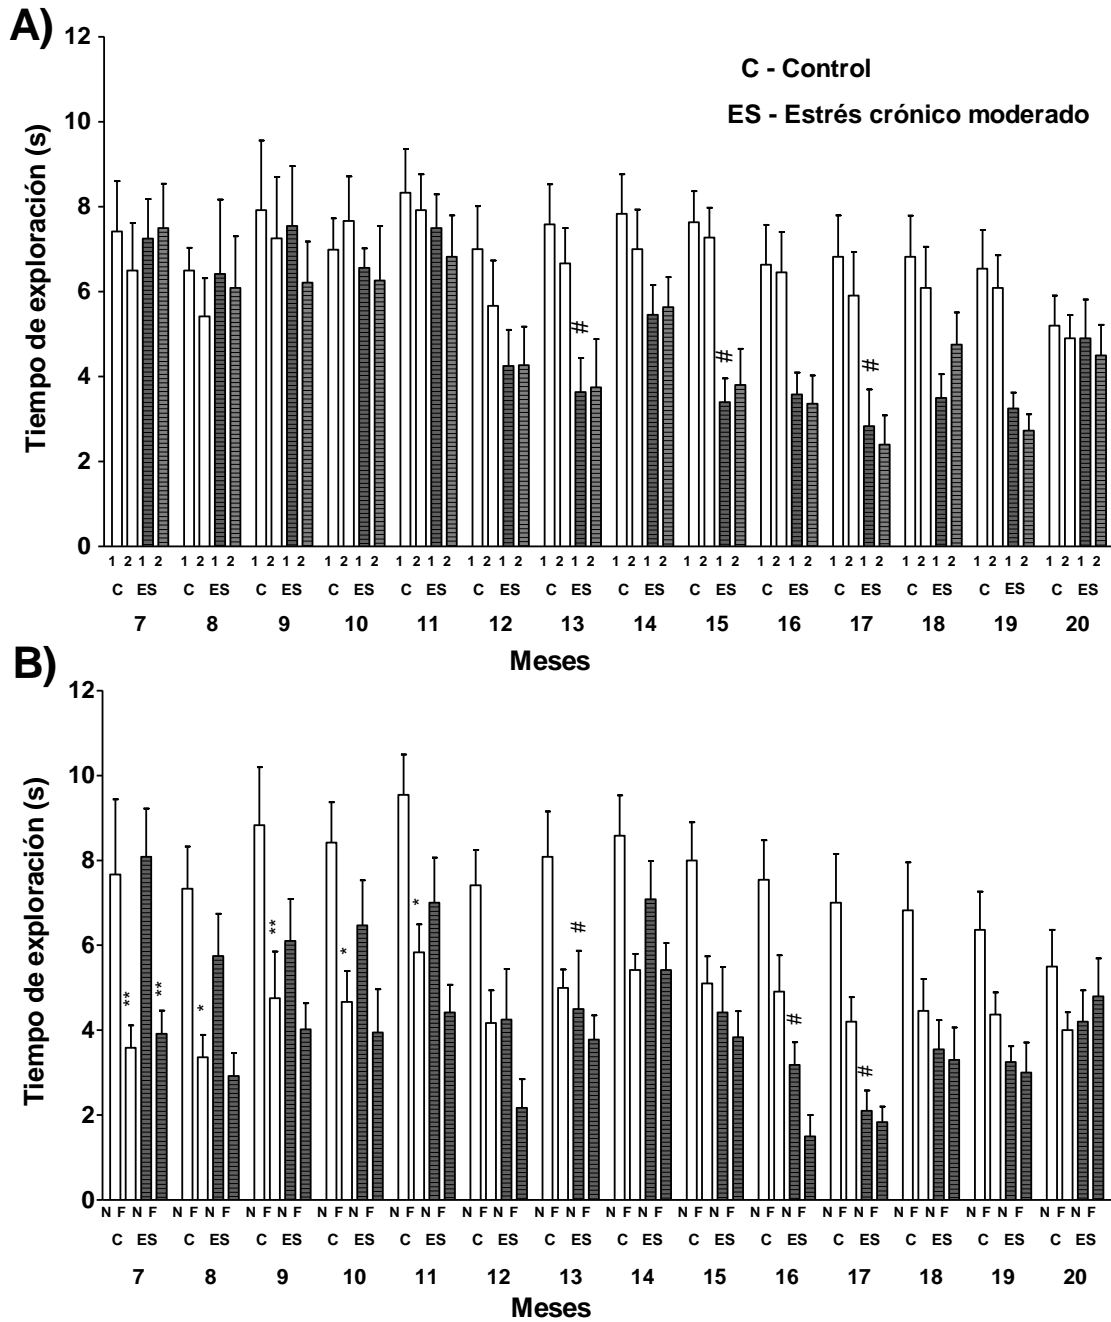 A)
C - Control
ES - Estrés crónico moderado
Tiempo de exploración (s)
12
10
8
6
4
2
0
# # #
1 2 1 2 1 2 1 2 1 2 1 2 1 2 1 2 1 2 1 2 1 2 1 2 1 2 1 2 1 2 1 2 1 2 1 2 1 2 1 2 1 2 1 2 1 2 1 2 1 2 1 2 1 2 1 2
C ES C ES C ES C ES C ES C ES C ES C ES C ES C ES C ES C ES C ES C ES
7 8 9 10 11 12 13 14 15 16 17 18 19 20
Meses
B)
Tiempo de exploración (s)
12
10
8
6
4
2
0
** ** * ** * * # # #
N F N F N F N F N F N F N F N F N F N F N F N F N F N F N F N F N F N F N F N F N F N F N F N F N F N F N F N F
C ES C ES C ES C ES C ES C ES C ES C ES C ES C ES C ES C ES C ES C ES
7 8 9 10 11 12 13 14 15 16 17 18 19 20
Meses